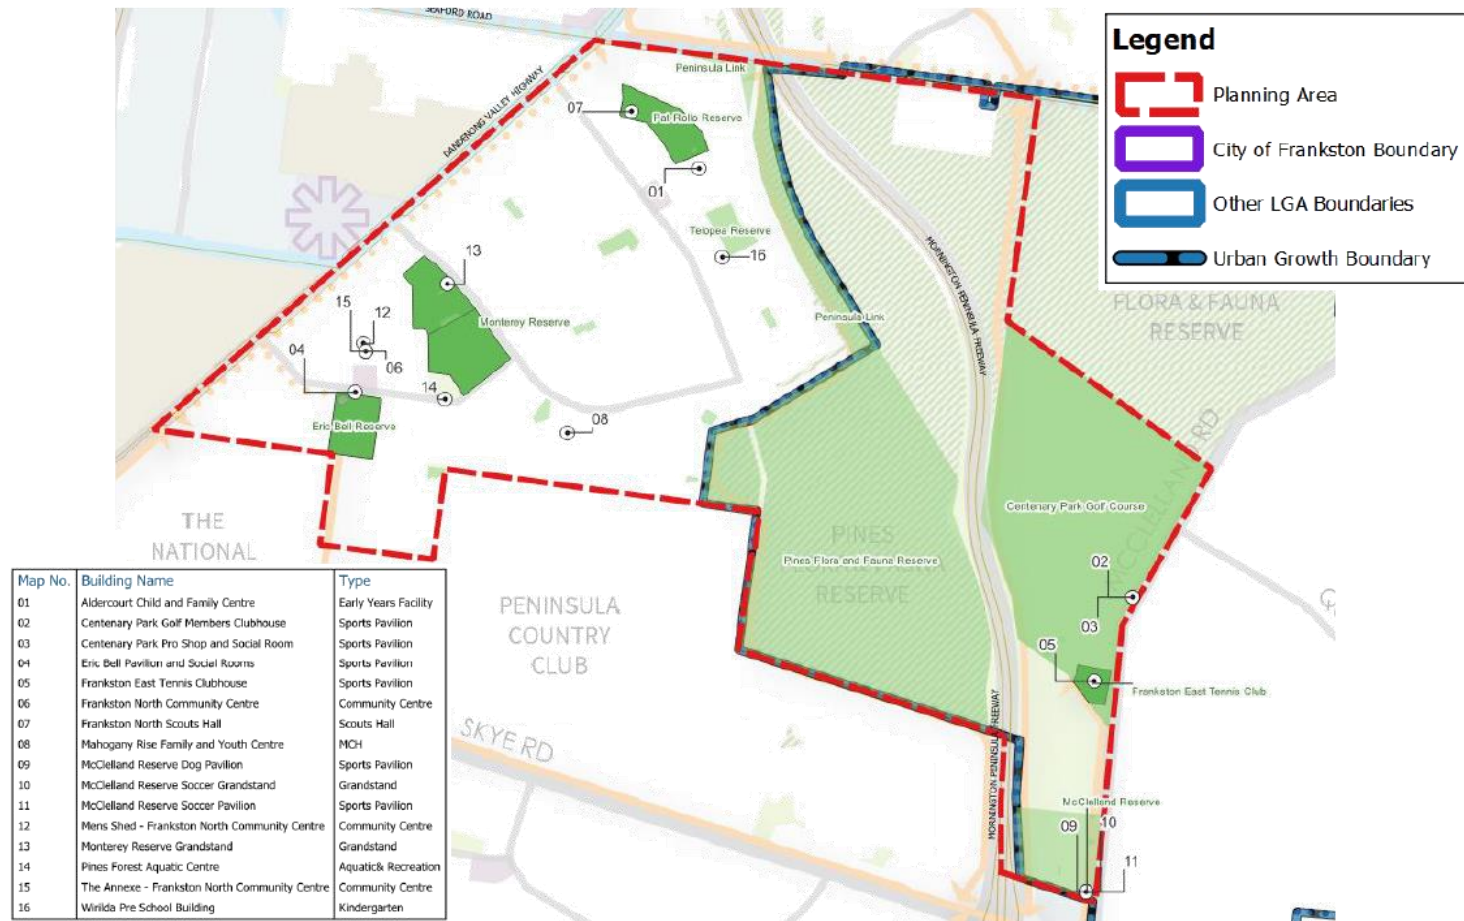 SEAFORD ROAD
Legend
Planning Area
City of Frankston Boundary
Other LGA Boundaries
Urban Growth Boundary
DANDENONG VALLEY HIGHWAY
Peninsula Link
07
Pat Rollo Reserve
01
Telopea Reserve
16
13
MORNINGTON PENINSULA FREEWAY
FLORA & FAUNA
RESERVE
15
12
Monterey Reserve
Peninsula Link
04
06
14
08
Eric Bell Reserve
MCCLELLAND RD
Centenary Park Golf Course
THE
NATIONAL
PINES
Pines Flora and Fauna Reserve
RESERVE
02
03
PENINSULA
COUNTRY
CLUB
05
Frankston East Tennis Club
SKYE RD
MORNINGTON PENINSULA FREEWAY
McClelland Reserve
09
10
11
Map No. Building Name Type
01 Aldercourt Child and Family Centre Early Years Facility
02 Centenary Park Golf Members Clubhouse Sports Pavilion
03 Centenary Park Pro Shop and Social Room Sports Pavilion
04 Eric Bell Pavilion and Social Rooms Sports Pavilion
05 Frankston East Tennis Clubhouse Sports Pavilion
06 Frankston North Community Centre Community Centre
07 Frankston North Scouts Hall Scouts Hall
08 Mahogany Rise Family and Youth Centre MCH
09 McClelland Reserve Dog Pavilion Sports Pavilion
10 McClelland Reserve Soccer Grandstand Grandstand
11 McClelland Reserve Soccer Pavilion Sports Pavilion
12 Mens Shed - Frankston North Community Centre Community Centre
13 Monterey Reserve Grandstand Grandstand
14 Pines Forest Aquatic Centre Aquatic& Recreation
15 The Annexe - Frankston North Community Centre Community Centre
16 Wirilda Pre School Building Kindergarten